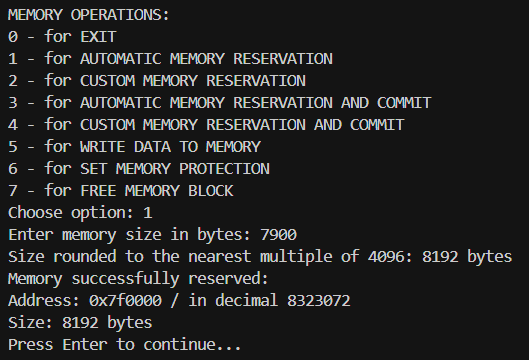 MEMORY OPERATIONS:
0 - for EXIT
1 - for AUTOMATIC MEMORY RESERVATION
2 - for CUSTOM MEMORY RESERVATION
3 - for AUTOMATIC MEMORY RESERVATION AND COMMIT
4 - for CUSTOM MEMORY RESERVATION AND COMMIT
5 - for WRITE DATA TO MEMORY
6 - for SET MEMORY PROTECTION
7 - for FREE MEMORY BLOCK
Choose option: 1
Enter memory size in bytes: 7900
Size rounded to the nearest multiple of 4096: 8192 bytes
Memory successfully reserved:
Address: 0x7f0000 / in decimal 8323072
Size: 8192 bytes
Press Enter to continue...